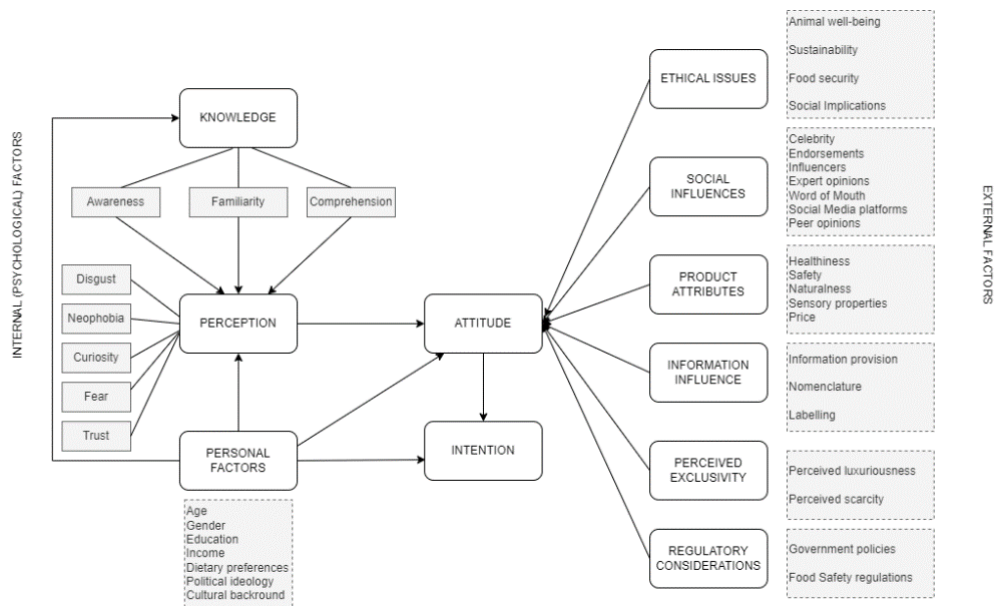 INTERNAL (PSYCHOLOGICAL) FACTORS
KNOWLEDGE
Awareness
Familiarity
Comprehension
Disgust
Neophobia
Curiosity
Fear
Trust
PERCEPTION
PERSONAL
FACTORS
Age
Gender
Education
Income
Dietary preferences
Political ideology
Cultural backround
ATTITUDE
INTENTION
ETHICAL ISSUES
Animal well-being
Sustainability
Food security
Social Implications
SOCIAL
INFLUENCES
Celebrity
Endorsements
Influencers
Expert opinions
Word of Mouth
Social Media platforms
Peer opinions
PRODUCT
ATTRIBUTES
Healthiness
Safety
Naturalness
Sensory properties
Price
INFORMATION
INFLUENCE
Information provision
Nomenclature
Labelling
PERCEIVED
EXCLUSIVITY
Perceived luxuriousness
Perceived scarcity
REGULATORY
CONSIDERATIONS
Government policies
Food Safety regulations
EXTERNAL FACTORS